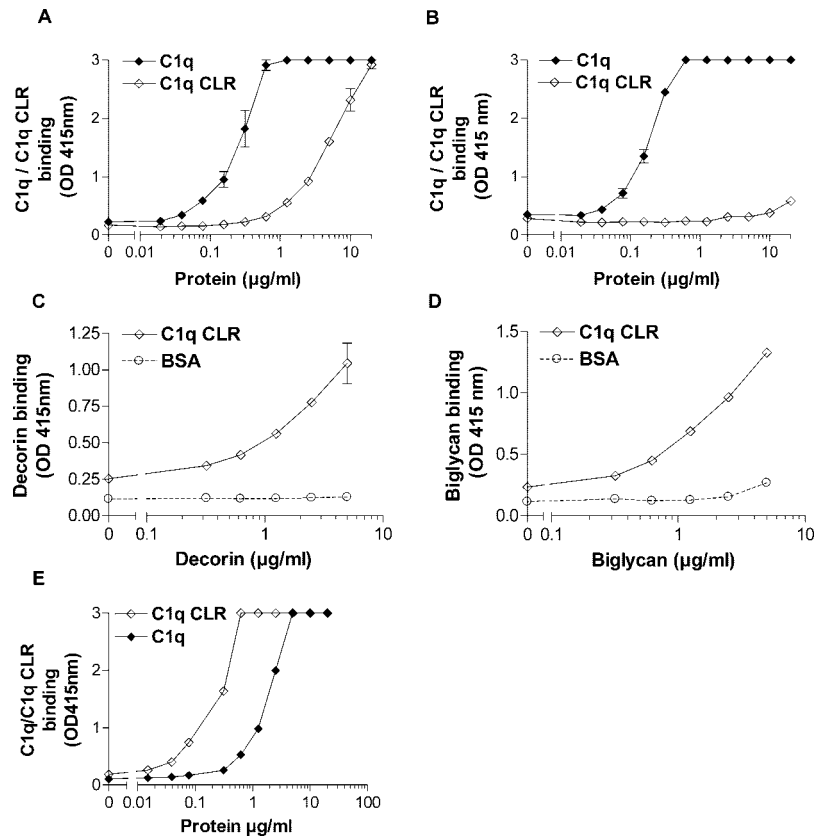 A
C1q
C1q CLR
C1q / C1q CLR
binding
(OD 415nm)
3
2
1
0
0 0.01 0.1 1 10
Protein (µg/ml)
B
C1q
C1q CLR
C1q / C1q CLR
binding
(OD 415 nm)
3
2
1
0
0 0.01 0.1 1 10
Protein (µg/ml)
C
C1q CLR
BSA
Decorin binding
(OD 415nm)
1.25
1.00
0.75
0.50
0.25
0.00
0 0.1 1 10
Decorin (µg/ml)
D
C1q CLR
BSA
Biglycan binding
(OD 415 nm)
1.5
1.0
0.5
0.0
0 0.1 1 10
Biglycan (µg/ml)
E
C1q CLR
C1q
C1q/C1q CLR
binding
(OD415nm)
3
2
1
0
0 0.01 0.1 1 10 100
Protein µg/ml